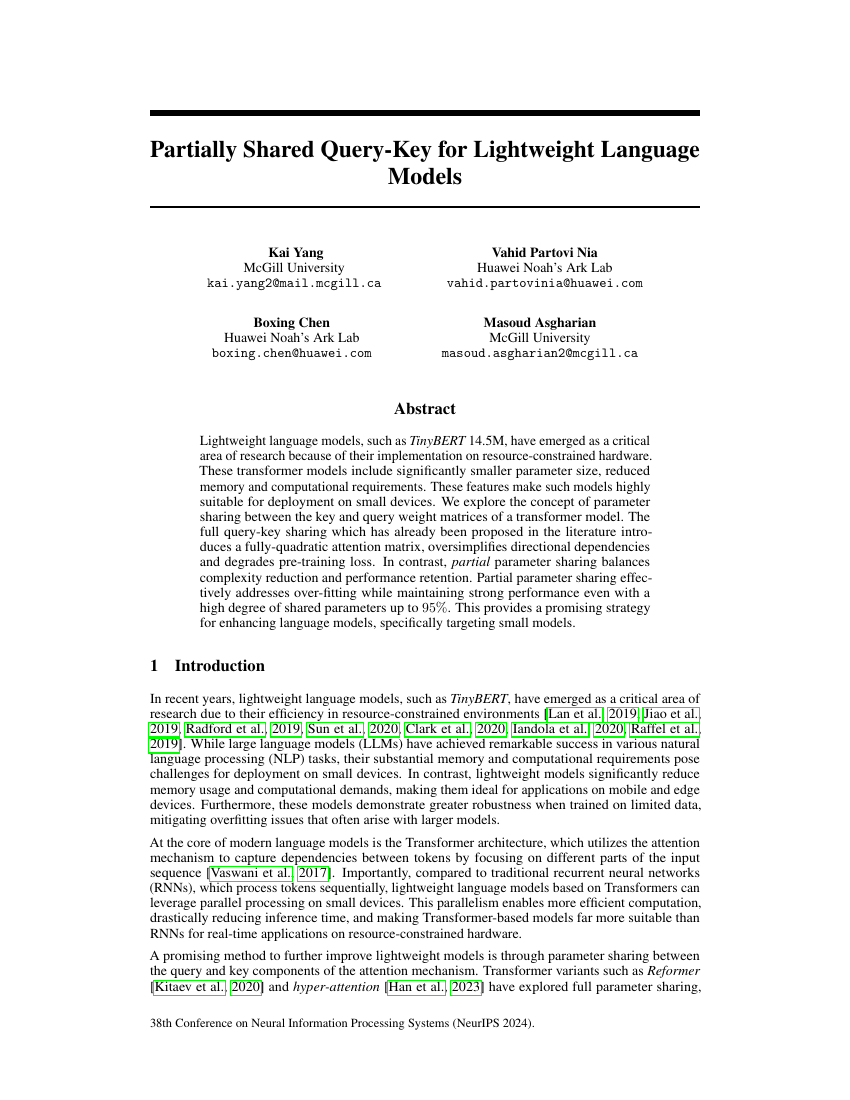 Partially Shared Query-Key for Lightweight Language
Models
Kai Yang
McGill University
kai.yang2@mail.mcgill.ca
Vahid Partovi Nia
Huawei Noah's Ark Lab
vahid.partovinia@huawei.com
Boxing Chen
Huawei Noah's Ark Lab
boxing.chen@huawei.com
Masoud Asgharian
McGill University
masoud.asgharian2@mcgill.ca
Abstract
Lightweight language models, such as TinyBERT 14.5M, have emerged as a critical
area of research because of their implementation on resource-constrained hardware.
These transformer models include significantly smaller parameter size, reduced
memory and computational requirements. These features make such models highly
suitable for deployment on small devices. We explore the concept of parameter
sharing between the key and query weight matrices of a transformer model. The
full query-key sharing which has already been proposed in the literature intro-
duces a fully-quadratic attention matrix, oversimplifies directional dependencies
and degrades pre-training loss. In contrast, partial parameter sharing balances
complexity reduction and performance retention. Partial parameter sharing effec-
tively addresses over-fitting while maintaining strong performance even with a
high degree of shared parameters up to 95%. This provides a promising strategy
for enhancing language models, specifically targeting small models.
1 Introduction
In recent years, lightweight language models, such as TinyBERT, have emerged as a critical area of
research due to their efficiency in resource-constrained environments [Lan et al., 2019, Jiao et al.,
2019, Radford et al., 2019, Sun et al., 2020, Clark et al., 2020, Iandola et al., 2020, Raffel et al.,
2019]. While large language models (LLMs) have achieved remarkable success in various natural
language processing (NLP) tasks, their substantial memory and computational requirements pose
challenges for deployment on small devices. In contrast, lightweight models significantly reduce
memory usage and computational demands, making them ideal for applications on mobile and edge
devices. Furthermore, these models demonstrate greater robustness when trained on limited data,
mitigating overfitting issues that often arise with larger models.
At the core of modern language models is the Transformer architecture, which utilizes the attention
mechanism to capture dependencies between tokens by focusing on different parts of the input
sequence [Vaswani et al., 2017]. Importantly, compared to traditional recurrent neural networks
(RNNs), which process tokens sequentially, lightweight language models based on Transformers can
leverage parallel processing on small devices. This parallelism enables more efficient computation,
drastically reducing inference time, and making Transformer-based models far more suitable than
RNNs for real-time applications on resource-constrained hardware.
A promising method to further improve lightweight models is through parameter sharing between
the query and key components of the attention mechanism. Transformer variants such as Reformer
[Kitaev et al., 2020] and hyper-attention [Han et al., 2023] have explored full parameter sharing,
38th Conference on Neural Information Processing Systems (NeurIPS 2024).